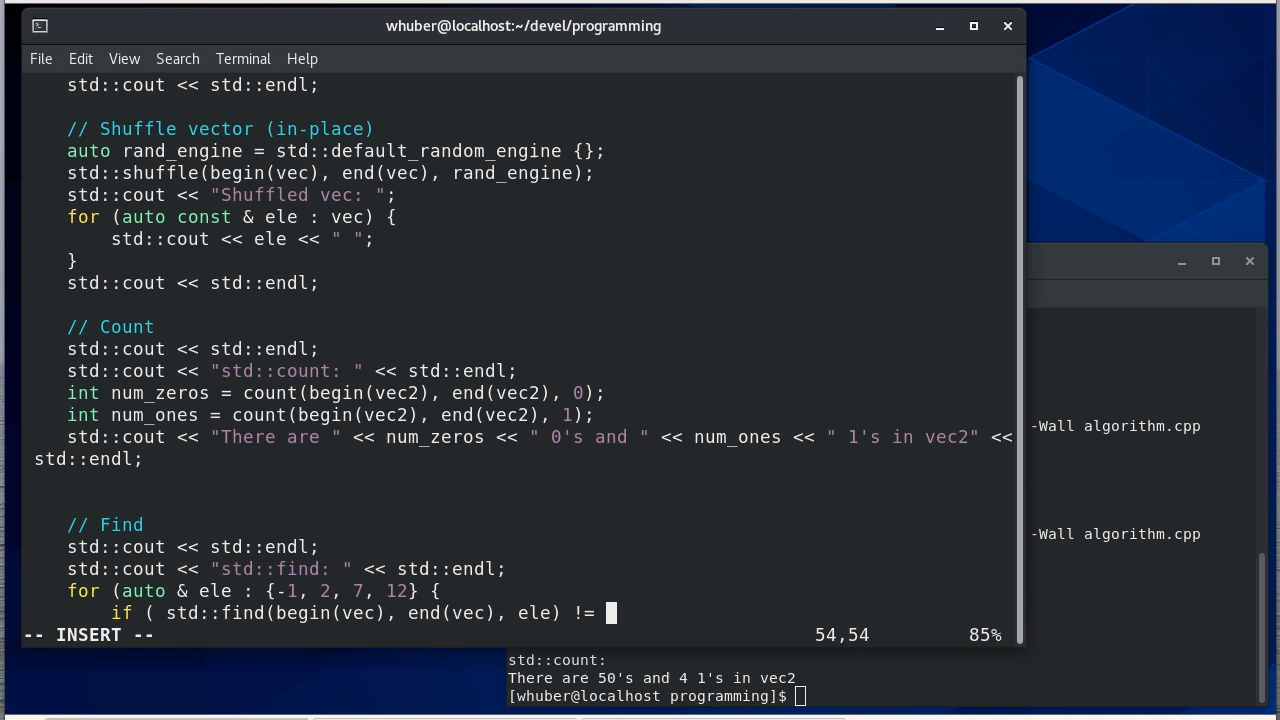 whuber@localhost:~/devel/programming
File Edit View Search Terminal Help
std::cout << std::endl;
// Shuffle vector (in-place)
auto rand_engine = std::default_random_engine {};
std::shuffle(begin(vec), end(vec), rand_engine);
std::cout << "Shuffled vec: ";
for (auto const & ele : vec) {
std::cout << ele << " ";
}
std::cout << std::endl;
// Count
std::cout << std::endl;
std::cout << "std::count: " << std::endl;
int num_zeros = count(begin(vec2), end(vec2), 0);
int num_ones = count(begin(vec2), end(vec2), 1);
std::cout << "There are " << num_zeros << " 0's and " << num_ones << " 1's in vec2" <<
std::endl;
// Find
std::cout << std::endl;
std::cout << "std::find: " << std::endl;
for (auto & ele : {-1, 2, 7, 12} {
if ( std::find(begin(vec), end(vec), ele) !=
-- INSERT -- 54,54 85%
-Wall algorithm.cpp
-Wall algorithm.cpp
std::count:
There are 50's and 4 1's in vec2
[whuber@localhost programming]$